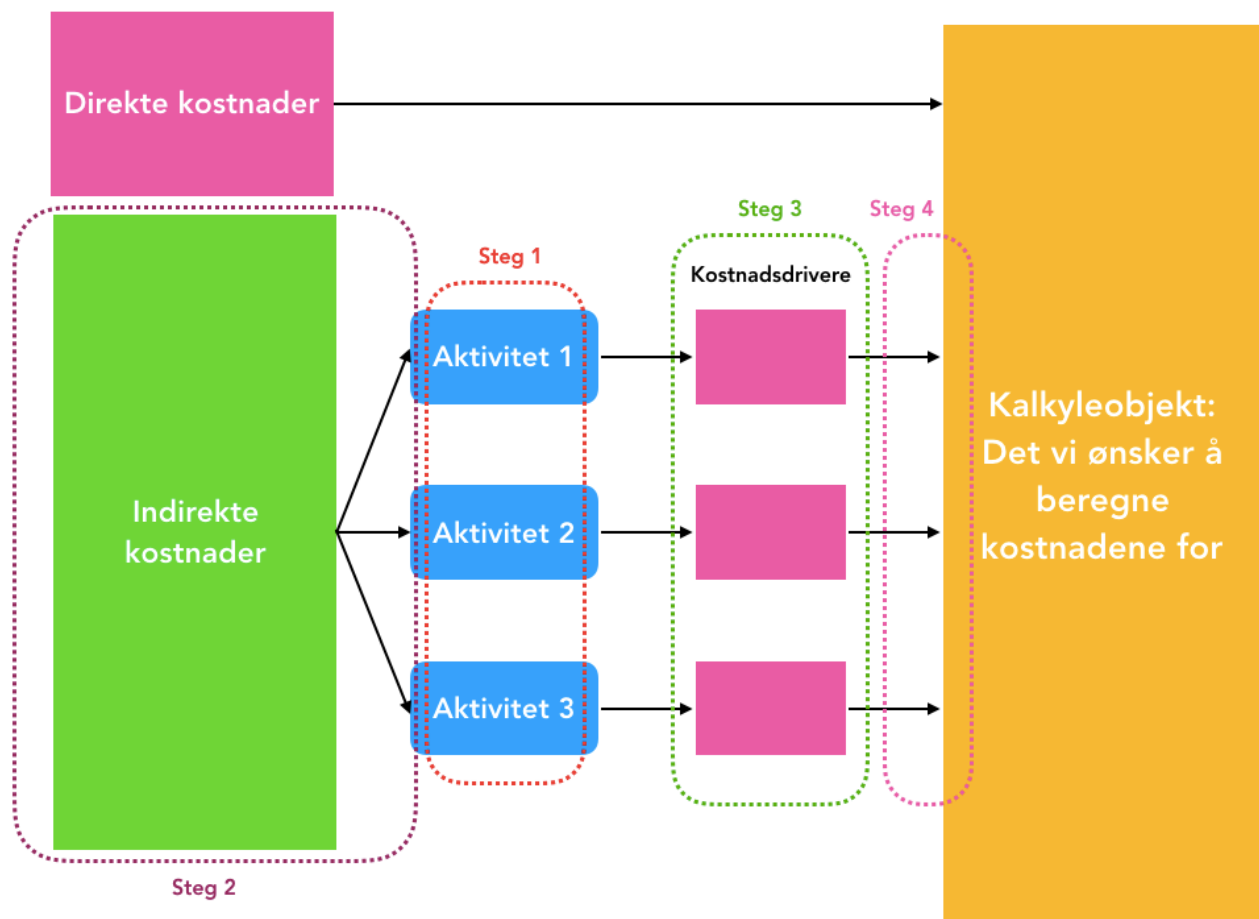 Direkte kostnader
Steg 3
Steg 4
Steg 1
Kostnadsdrivere
Aktivitet 1
Kalkyleobjekt:
Det vi ønsker å
beregne
kostnadene for
Indirekte
kostnader
Aktivitet 2
Aktivitet 3
Steg 2